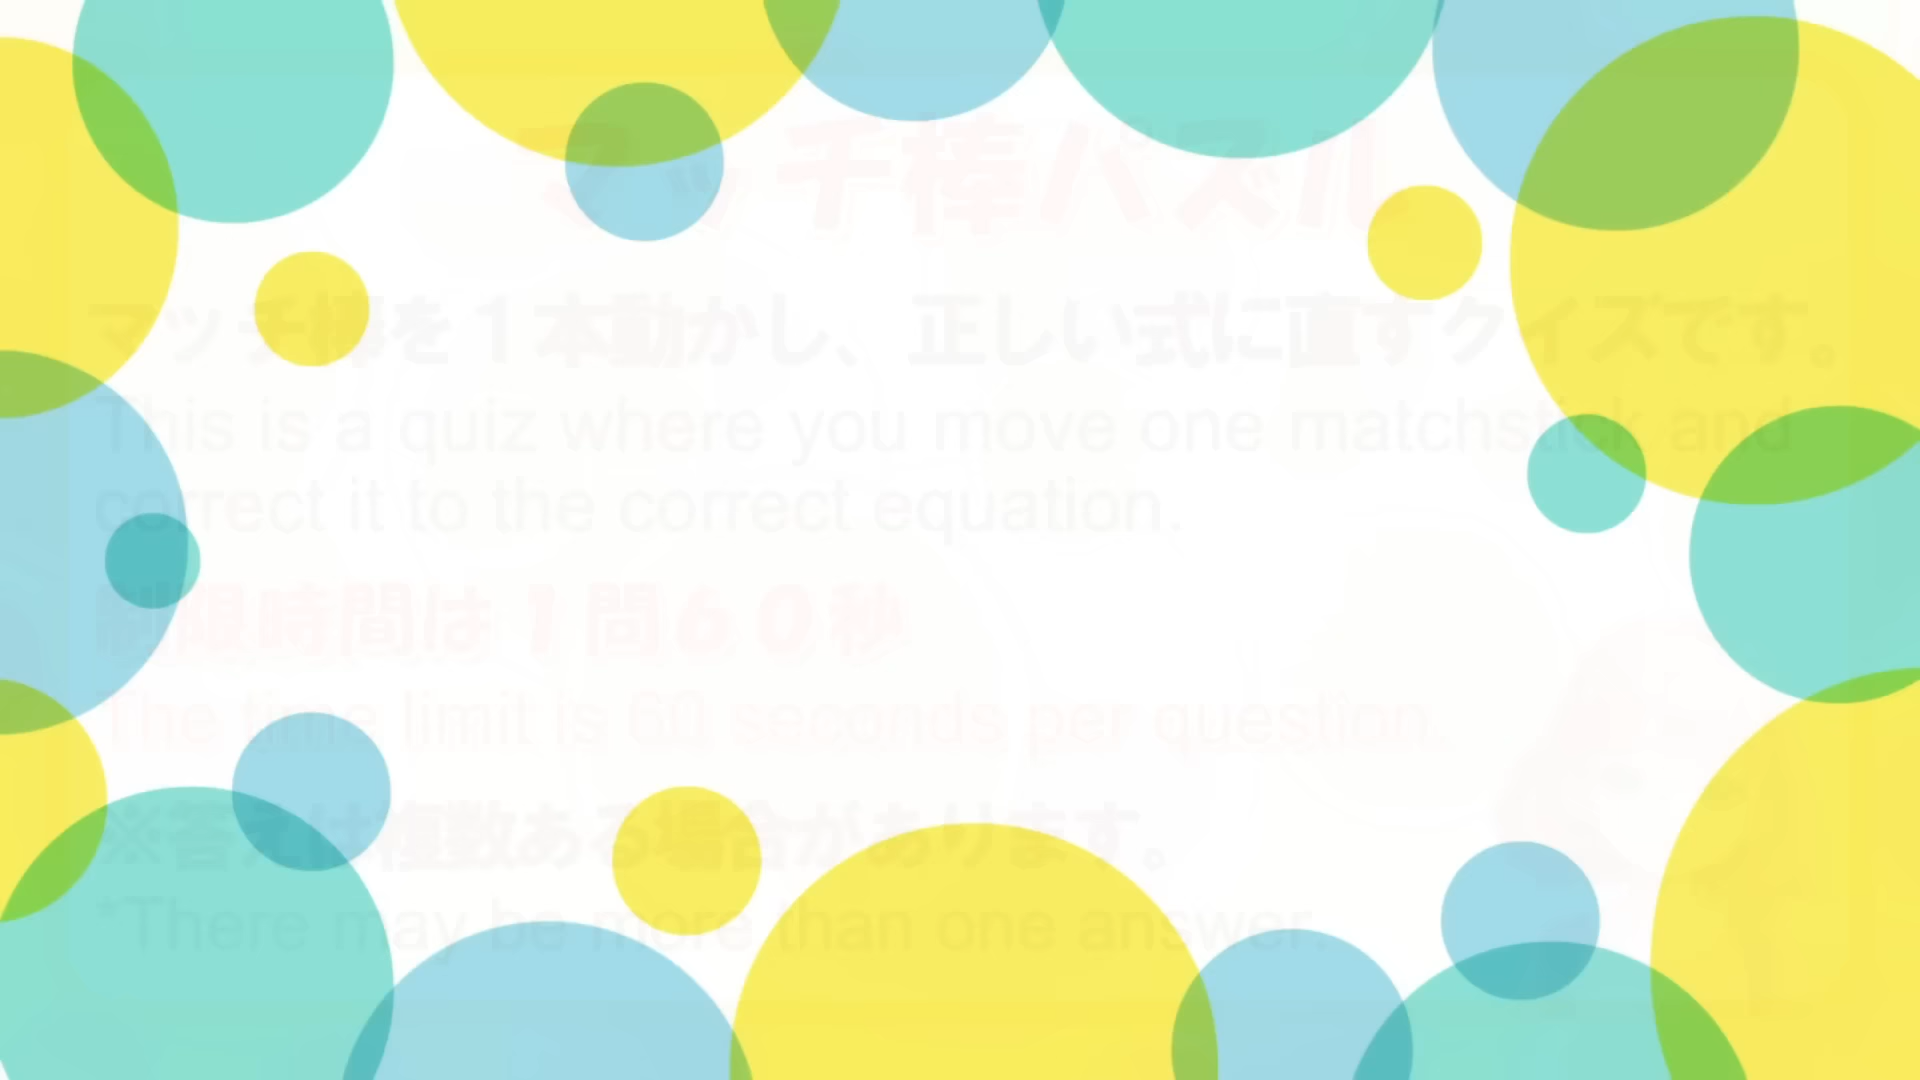 マッチ棒パズル
マッチ棒を１本動かし、正しい式に直すクイズです。
This is a quiz where you move one matchstick and
correct it to the correct equation.
制限時間は１問６０秒
The time limit is 60 seconds per question.
※答えは複数ある場合があります。
*There may be more than one answer.